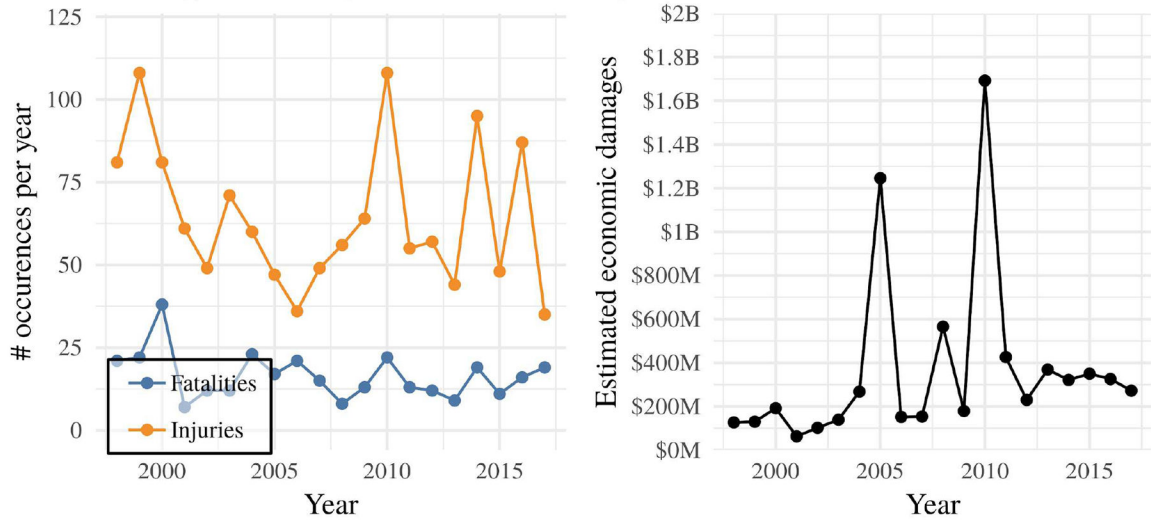 125
100
75
50
25
0
# occurences per year
Fatalities
Injuries
2000
2005
2010
2015
Year
$2B
$1.8B
$1.6B
$1.4B
$1.2B
$1B
$800M
$600M
$400M
$200M
$0M
Estimated economic damages
2000
2005
2010
2015
Year